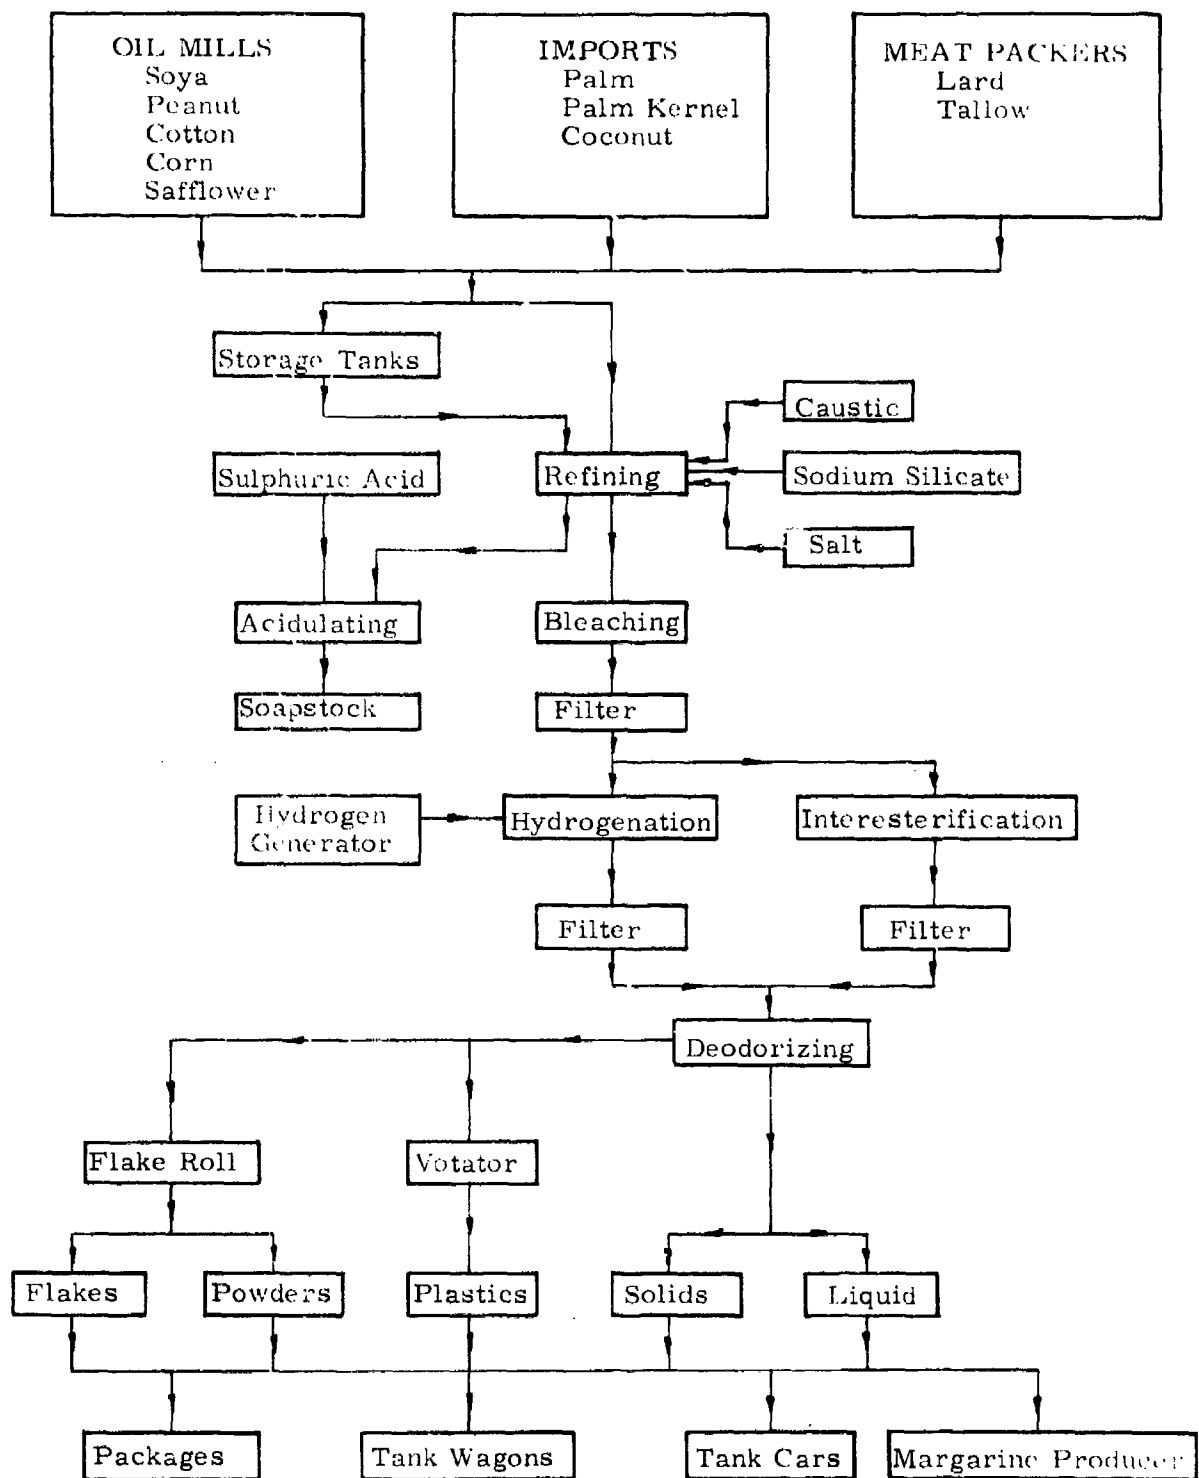 OIL MILLS
Soya
Peanut
Cotton
Corn
Safflower
IMPORTS
Palm
Palm Kernel
Coconut
MEAT PACKERS
Lard
Tallow
Storage Tanks
Caustic
Sulphuric Acid
Refining
Sodium Silicate
Salt
Acidulating
Bleaching
Soapstock
Filter
Hydrogen
Generator
Hydrogenation
Interesterification
Filter
Filter
Deodorizing
Flake Roll
Votator
Flakes
Powders
Plastics
Solids
Liquid
Packages
Tank Wagons
Tank Cars
Margarine Producer